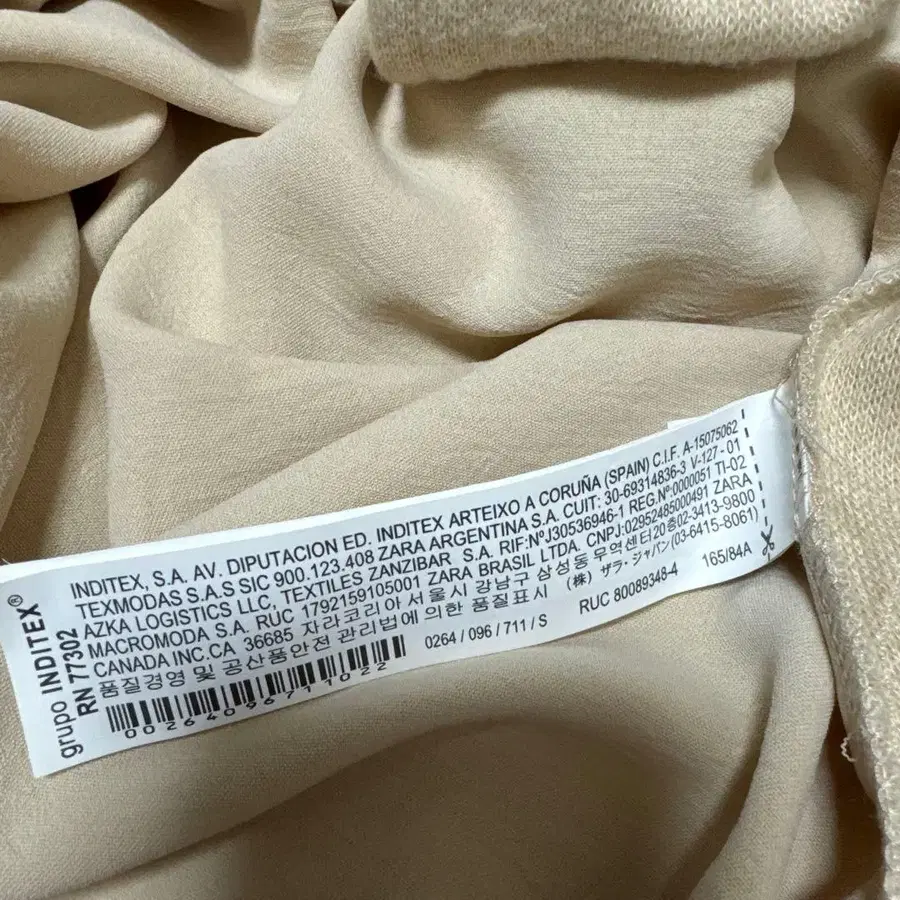 grupo INDITEX®
RN 77302
INDITEX, S.A. AV. DIPUTACION ED. INDITEX ARTEIXO A CORUÑA (SPAIN) C.I.F. A-15075062
TEXMODAS S.A.S SIC 900.123.408 ZARA ARGENTINA S.A. CUIT: 30-69314836-3 V-127-01
AZKA LOGISTICS LLC, TEXTILES ZANZIBAR S.A. RIF:NºJ30536946-1 REG.Nº:0000051 TI-02
MACROMODA S.A. RUC 1792159105001 ZARA BRASIL LTDA. CNPJ:02952485000491 ZARA
CANADA INC.CA 36685 자라코리아 서울시 강남구 삼성동 무역센터20층02-3413-9800
품질경영 및 공산품안전 관리법에 의한 품질표시 (株) ザラ・ジャパン(03-6415-8061)
0264 / 096 / 711 / S RUC 80089348-4 165/84A
00264096711022